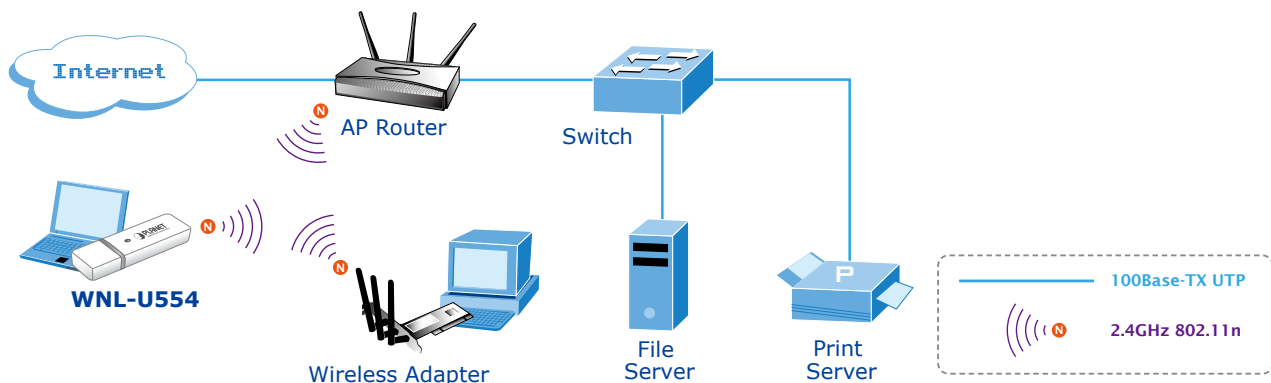 Internet
AP Router
Switch
N
N
N
PLANET
WNL-U554
Wireless Adapter
File
Server
P
Print
Server
100Base-TX UTP
N
2.4GHz 802.11n